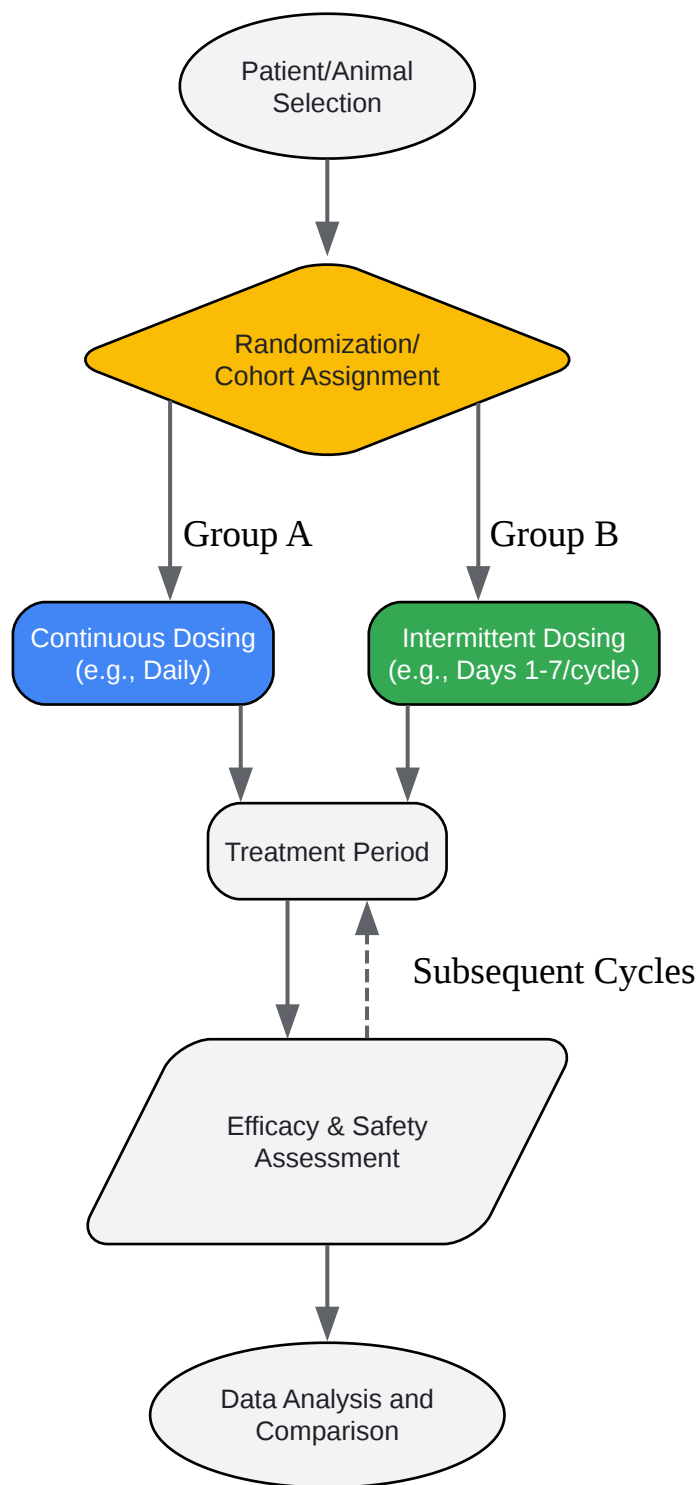 Patient/Animal
Selection
Randomization/
Cohort Assignment
Group A
Group B
Continuous Dosing
(e.g., Daily)
Intermittent Dosing
(e.g., Days 1-7/cycle)
Treatment Period
Subsequent Cycles
Efficacy & Safety
Assessment
Data Analysis and
Comparison